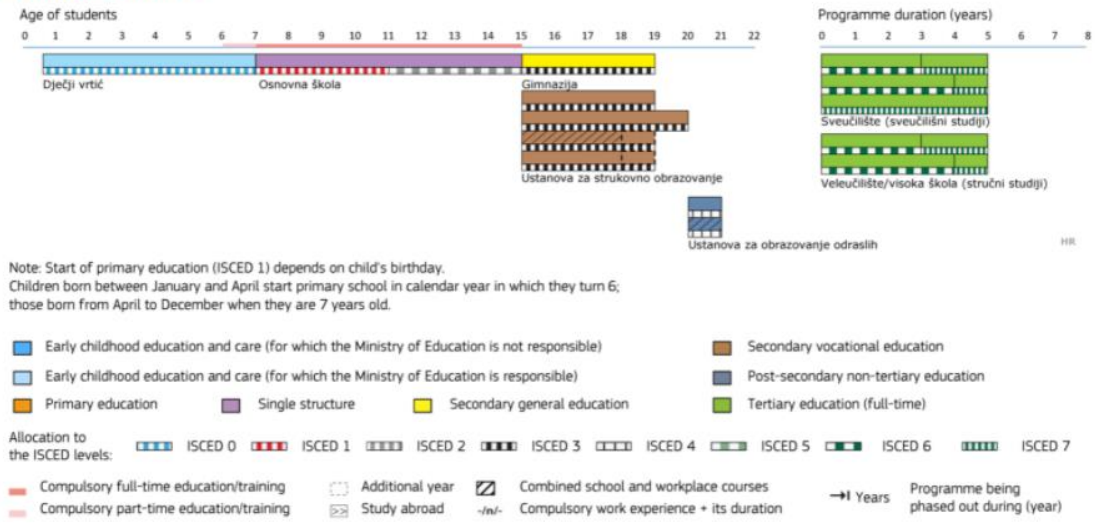 Age of students
Programme duration (years)
0 1 2 3 4 5 6 7 8 9 10 11 12 13 14 15 16 17 18 19 20 21 22
0 1 2 3 4 5 6 7 8
Dječji vrtić
Osnovna škola
Gimnazija
Sveučilište (sveučilišni studiji)
Ustanova za strukovno obrazovanje
Veleučilište/visoka škola (stručni studiji)
Ustanova za obrazovanje odraslih
HR
Note: Start of primary education (ISCED 1) depends on child's birthday.
Children born between January and April start primary school in calendar year in which they turn 6;
those born from April to December when they are 7 years old.
Early childhood education and care (for which the Ministry of Education is not responsible)
Secondary vocational education
Early childhood education and care (for which the Ministry of Education is responsible)
Post-secondary non-tertiary education
Primary education
Single structure
Secondary general education
Tertiary education (full-time)
Allocation to
the ISCED levels:
ISCED 0
ISCED 1
ISCED 2
ISCED 3
ISCED 4
ISCED 5
ISCED 6
ISCED 7
Compulsory full-time education/training
Additional year
Combined school and workplace courses
Years
Programme being
phased out during (year)
Compulsory part-time education/training
>> Study abroad
-/n/- Compulsory work experience + its duration